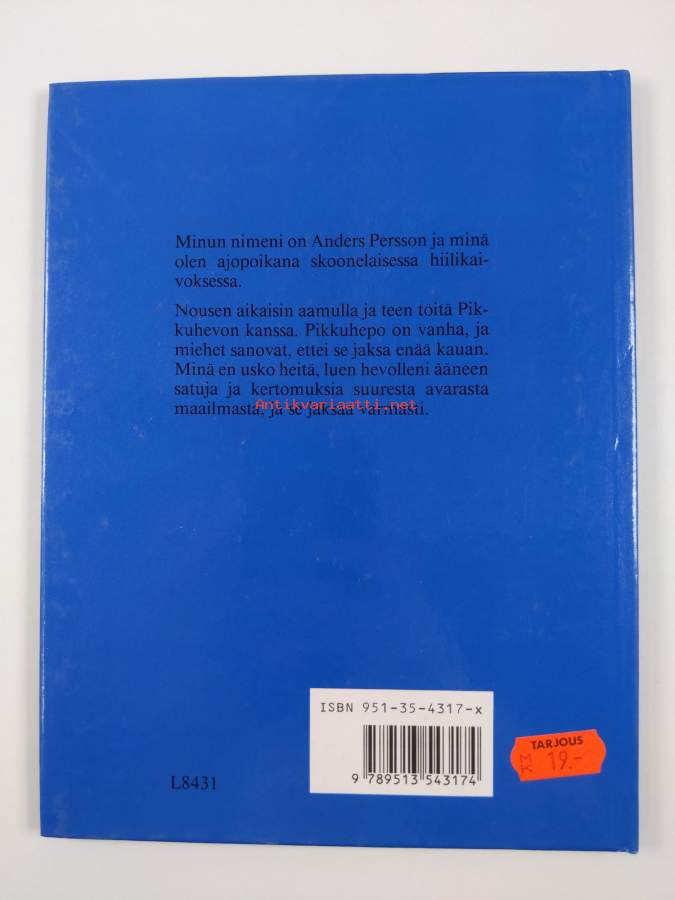 Minun nimeni on Anders Persson ja minä
olen ajopoikana skoonelaisessa hiilikai-
voksessa.
Nousen aikaisin aamulla ja teen töitä Pik-
kuhevon kanssa. Pikkuhepo on vanha, ja
miehet sanovat, ettei se jaksa enää kauan.
Minä en usko heitä, luen hevolleni ääneen
satuja ja kertomuksia suuresta avarasta
Antikvariaatti.net
maailmasta, ja se jaksaa varmasti.
ISBN 951-35-4317-x
9 789513 543174
TARJOUS
MK 19.-
L8431